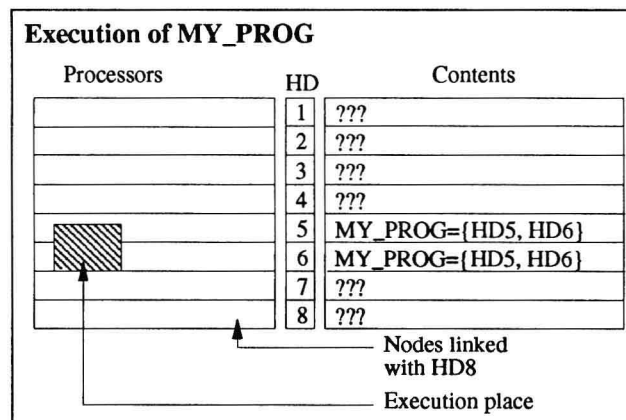 Execution of MY_PROG
Processors HD Contents
1 ???
2 ???
3 ???
4 ???
5 MY_PROG={HD5, HD6}
6 MY_PROG={HD5, HD6}
7 ???
8 ???
Nodes linked
with HD8
Execution place